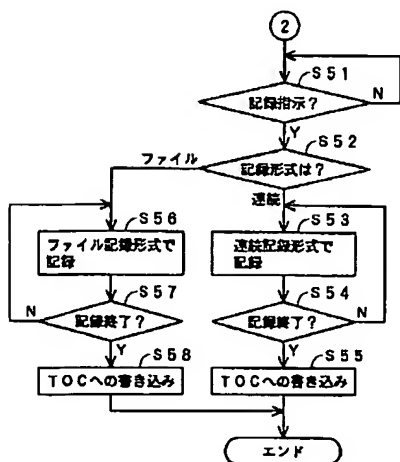 2
S51
記録指示?
N
Y
S52
ファイル
記録形式は?
連続
S56
S53
ファイル記録形式で
記録
連続記録形式で
記録
S57
S54
N
記録終了?
記録終了?
N
Y
Y
S58
S55
TOCへの書き込み
TOCへの書き込み
エンド